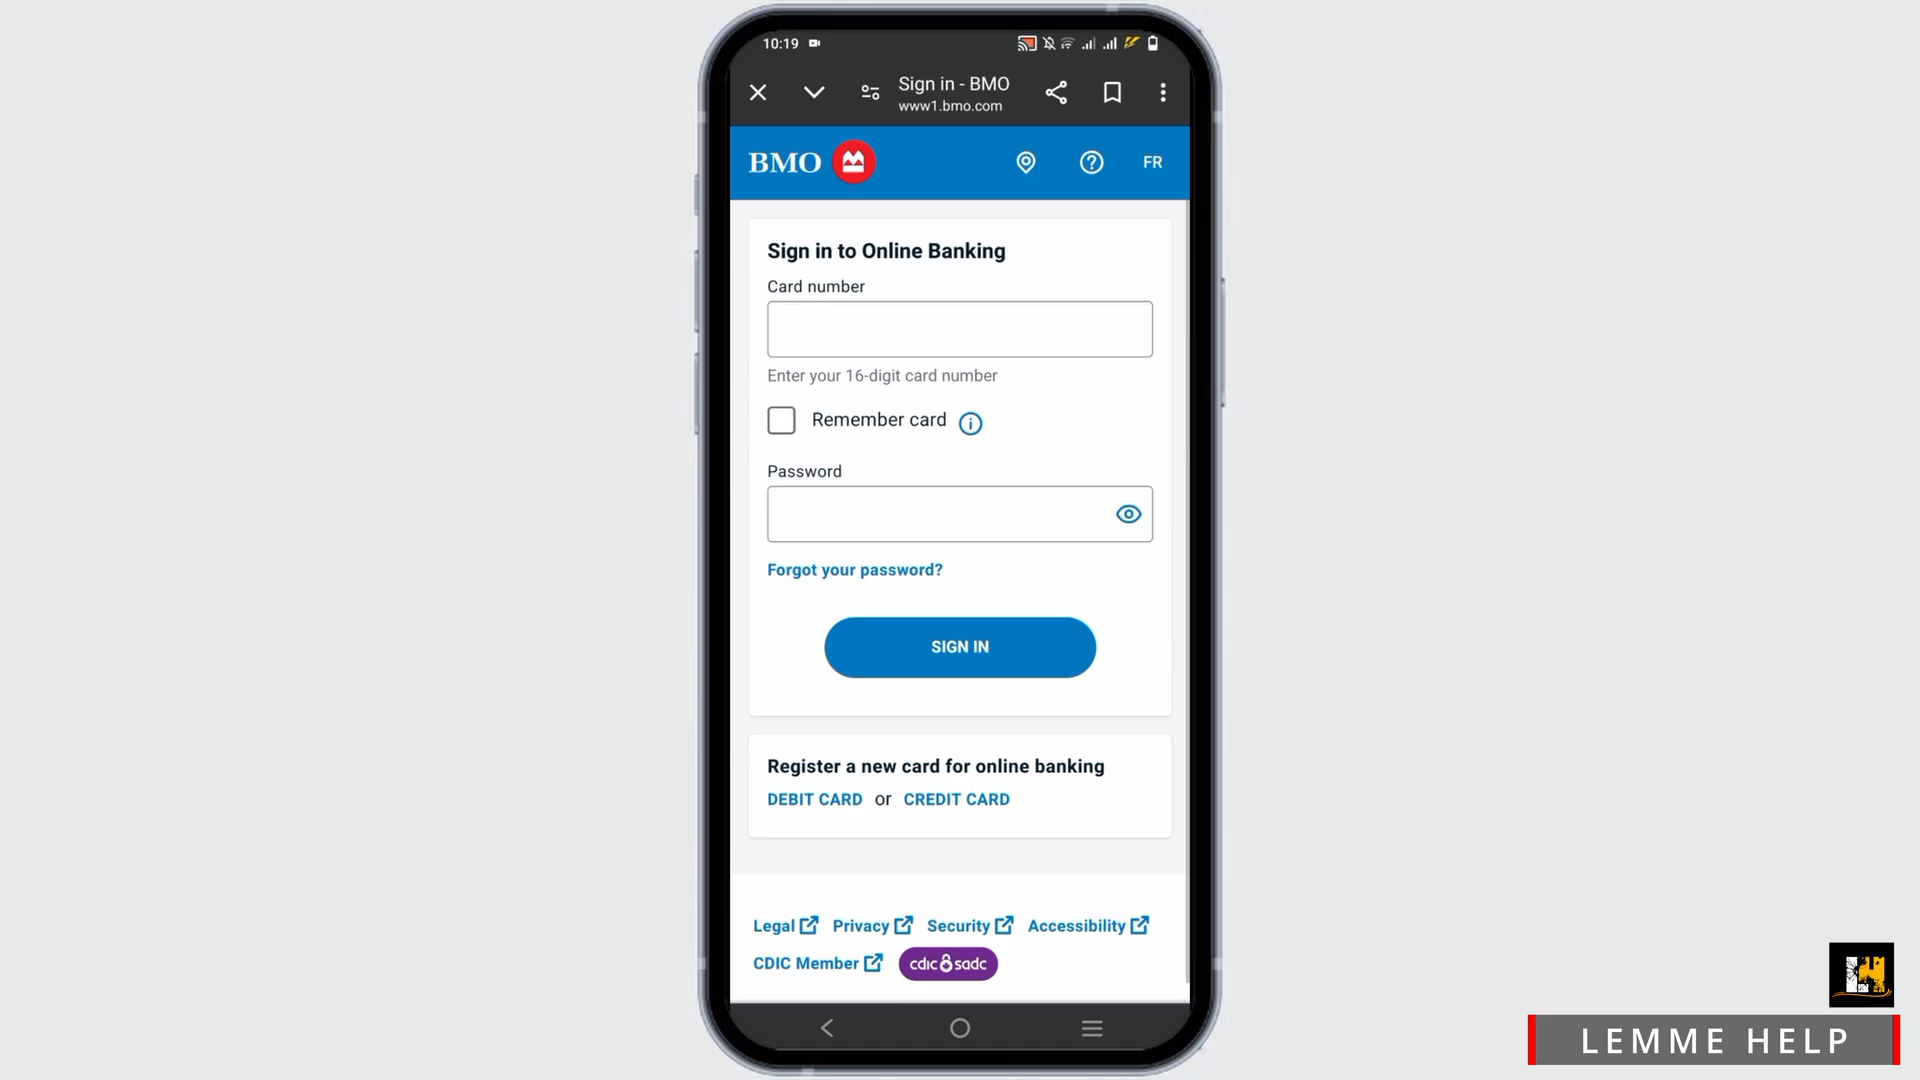 10:19
Sign in - BMO
www1.bmo.com
BMO
FR
Sign in to Online Banking
Card number
Enter your 16-digit card number
Remember card
Password
Forgot your password?
SIGN IN
Register a new card for online banking
DEBIT CARD or CREDIT CARD
Legal Privacy Security Accessibility
CDIC Member cdic sadc
LEMME HELP